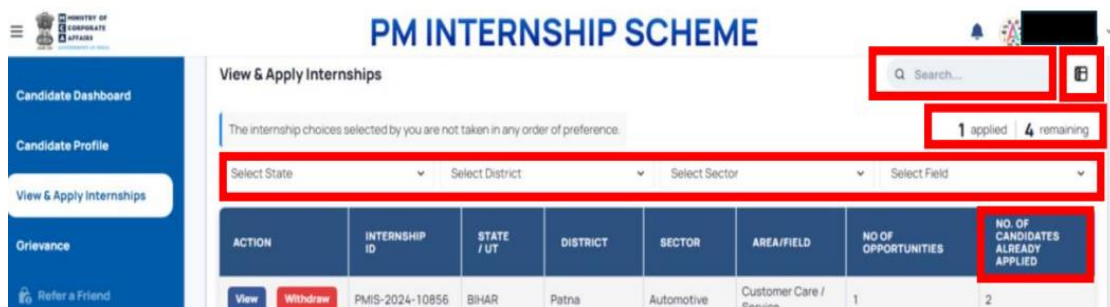 MINISTRY OF
CORPORATE
AFFAIRS
GOVERNMENT OF INDIA
PM INTERNSHIP SCHEME
Candidate Dashboard
Candidate Profile
View & Apply Internships
Grievance
Refer a Friend
View & Apply Internships
Search...
The internship choices selected by you are not taken in any order of preference.
1 applied | 4 remaining
Select State Select District Select Sector Select Field
ACTION INTERNSHIP ID STATE / UT DISTRICT SECTOR AREA/FIELD NO OF OPPORTUNITIES NO. OF CANDIDATES ALREADY APPLIED
View Withdraw PMIS-2024-10856 BIHAR Patna Automotive Customer Care / Service 1 2